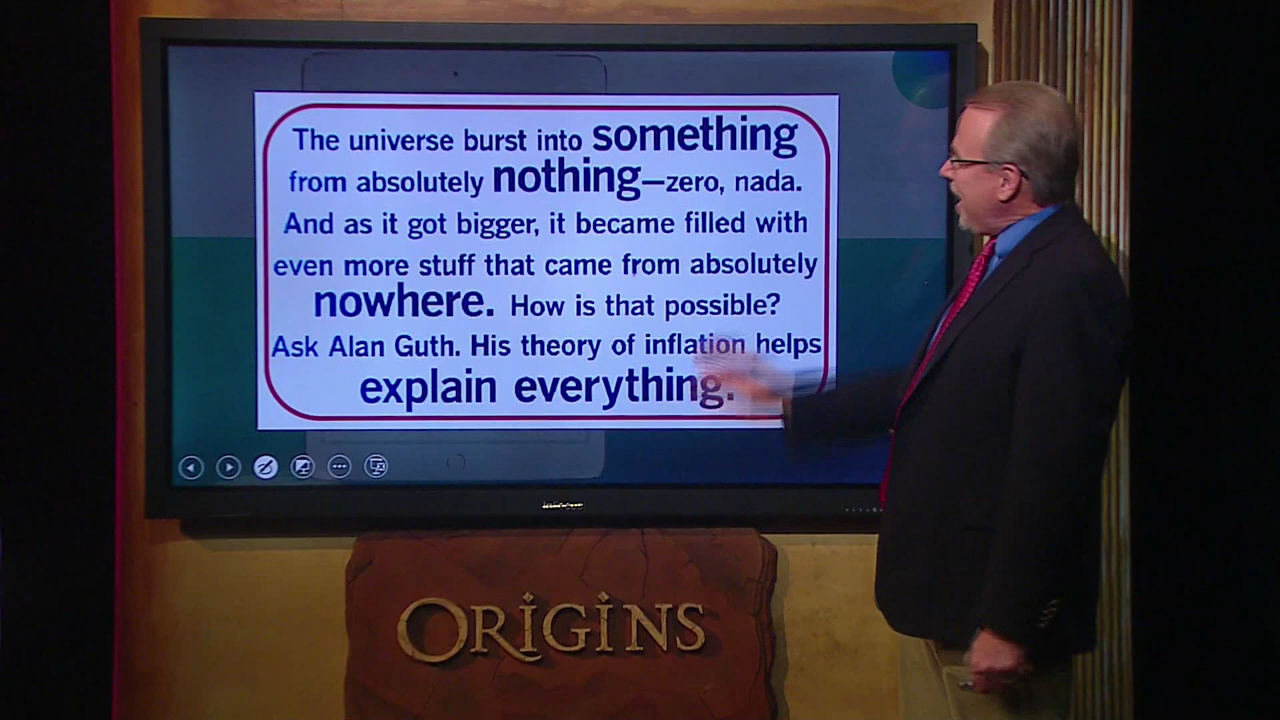 The universe burst into something
from absolutely nothing—zero, nada.
And as it got bigger, it became filled with
even more stuff that came from absolutely
nowhere. How is that possible?
Ask Alan Guth. His theory of inflation helps
explain everything.
ORIGINS